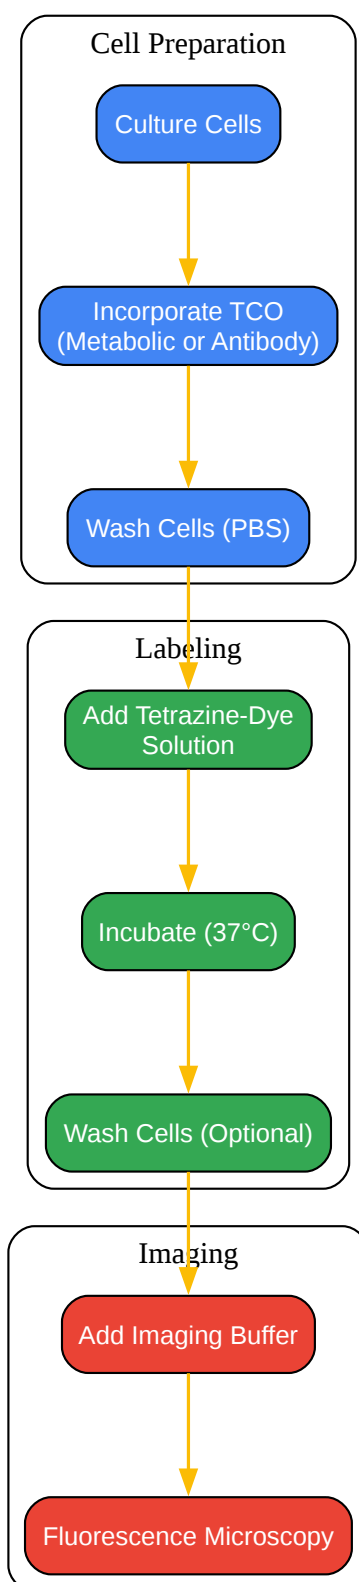 Cell Preparation
Culture Cells
Incorporate TCO
(Metabolic or Antibody)
Wash Cells (PBS)
Labeling
Add Tetrazine-Dye
Solution
Incubate (37°C)
Wash Cells (Optional)
Imaging
Add Imaging Buffer
Fluorescence Microscopy